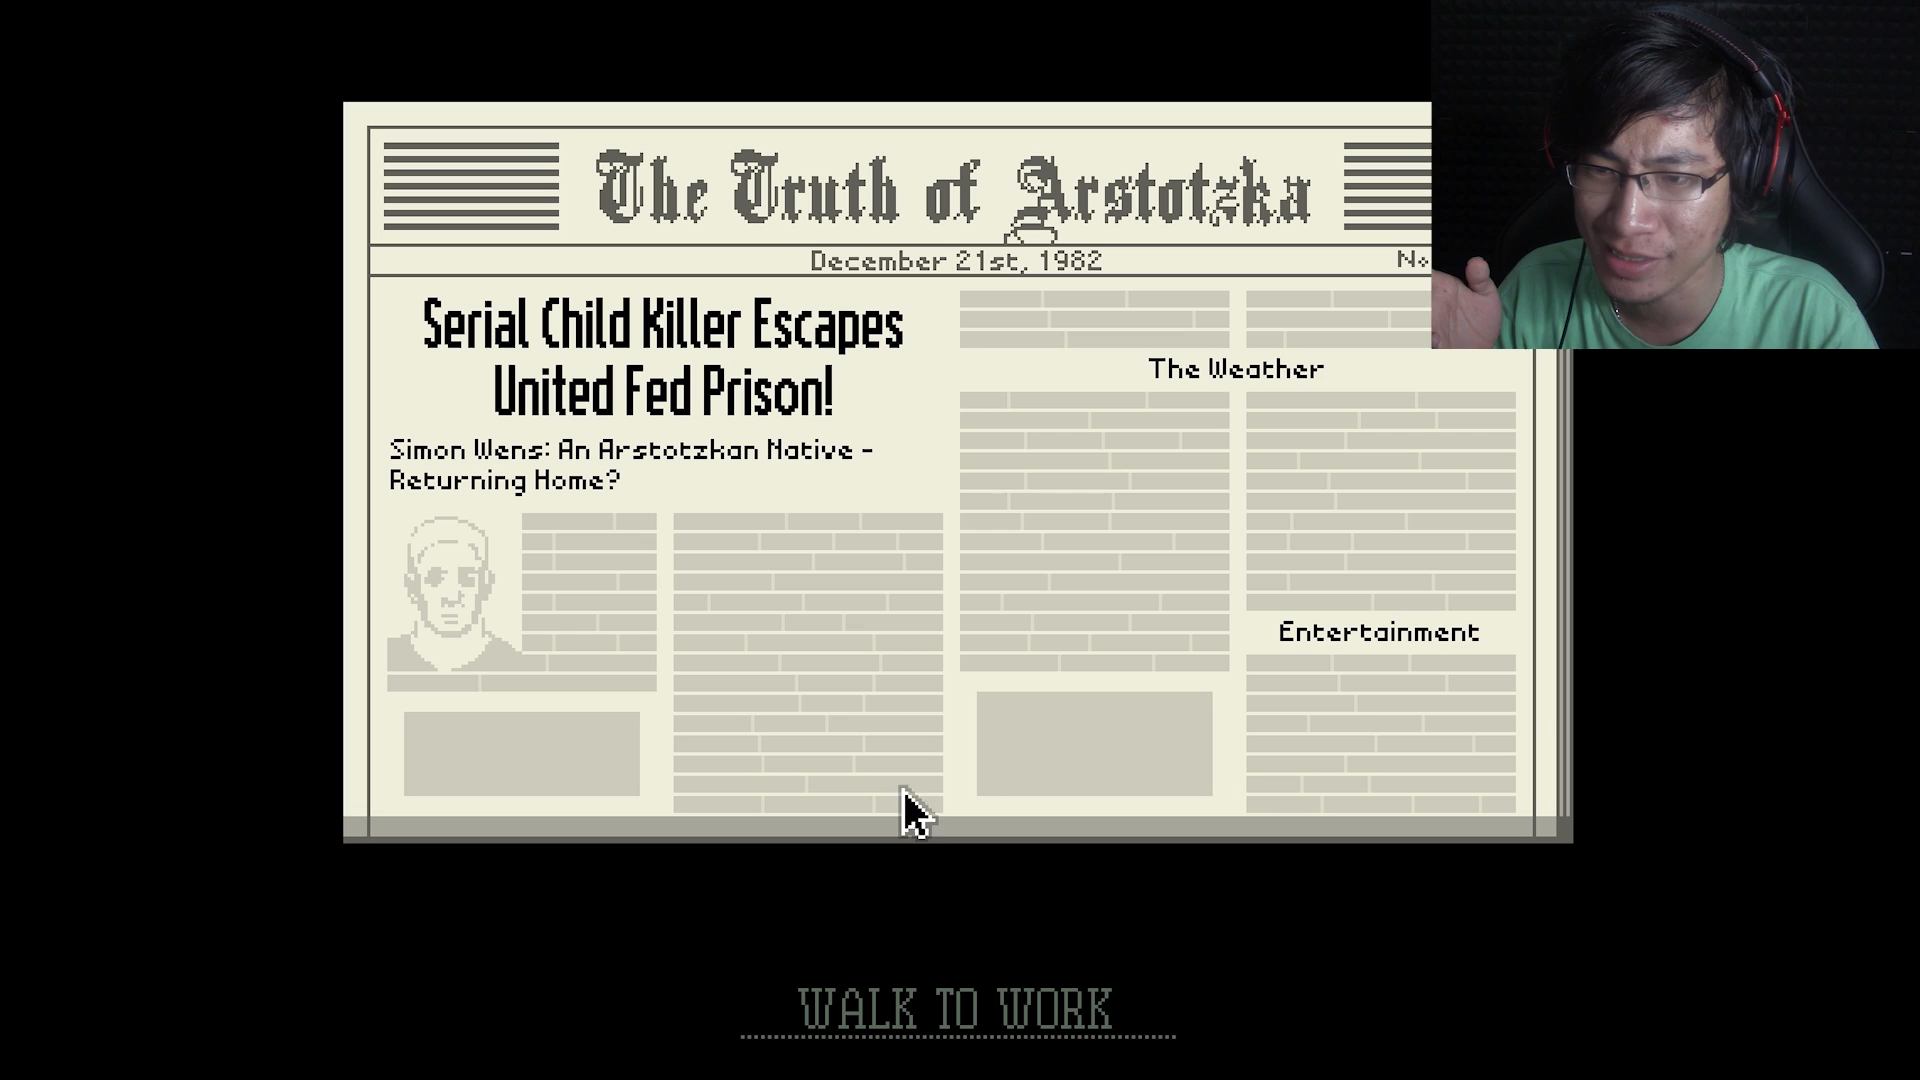 The Truth of Arstotzka
December 21st, 1982
Serial Child Killer Escapes
United Fed Prison!
Simon Wens: An Arstotzkan Native -
Returning Home?
The Weather
Entertainment
WALK TO WORK